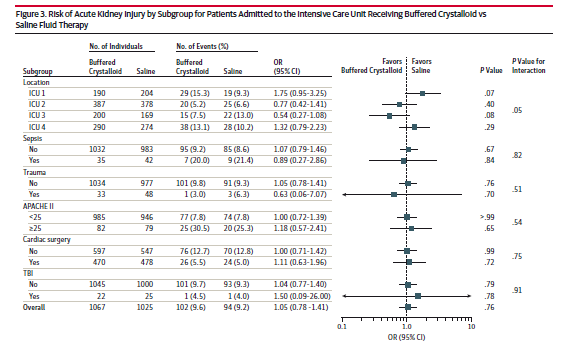 Figure 3. Risk of Acute Kidney Injury by Subgroup for Patients Admitted to the Intensive Care Unit Receiving Buffered Crystalloid vs
Saline Fluid Therapy
No. of Individuals No. of Events (%)
Subgroup Buffered Crystalloid Saline Buffered Crystalloid Saline OR (95% CI) Favors Buffered Crystalloid Favors Saline P Value P Value for Interaction
Location
ICU 1 190 204 29 (15.3) 19 (9.3) 1.75 (0.95-3.25) .07
ICU 2 387 378 20 (5.2) 25 (6.6) 0.77 (0.42-1.41) .40
.05
ICU 3 200 169 15 (7.5) 22 (13.0) 0.54 (0.27-1.08) .08
ICU 4 290 274 38 (13.1) 28 (10.2) 1.32 (0.79-2.23) .29
Sepsis
No 1032 983 95 (9.2) 85 (8.6) 1.07 (0.79-1.46) .67
.82
Yes 35 42 7 (20.0) 9 (21.4) 0.89 (0.27-2.86) .84
Trauma
No 1034 977 101 (9.8) 91 (9.3) 1.05 (0.78-1.41) .76
.51
Yes 33 48 1 (3.0) 3 (6.3) 0.63 (0.06-7.07) .70
APACHE II
<25 985 946 77 (7.8) 74 (7.8) 1.00 (0.72-1.39) >.99
.54
≥25 82 79 25 (30.5) 20 (25.3) 1.18 (0.57-2.41) .65
Cardiac surgery
No 597 547 76 (12.7) 70 (12.8) 1.00 (0.71-1.42) .99
.75
Yes 470 478 26 (5.5) 24 (5.0) 1.11 (0.63-1.96) .72
TBI
No 1045 1000 101 (9.7) 93 (9.3) 1.04 (0.77-1.40) .79
.91
Yes 22 25 1 (4.5) 1 (4.0) 1.50 (0.09-26.00) .78
Overall 1067 1025 102 (9.6) 94 (9.2) 1.05 (0.78 -1.41) .76
0.1 1.0 10
OR (95% CI)